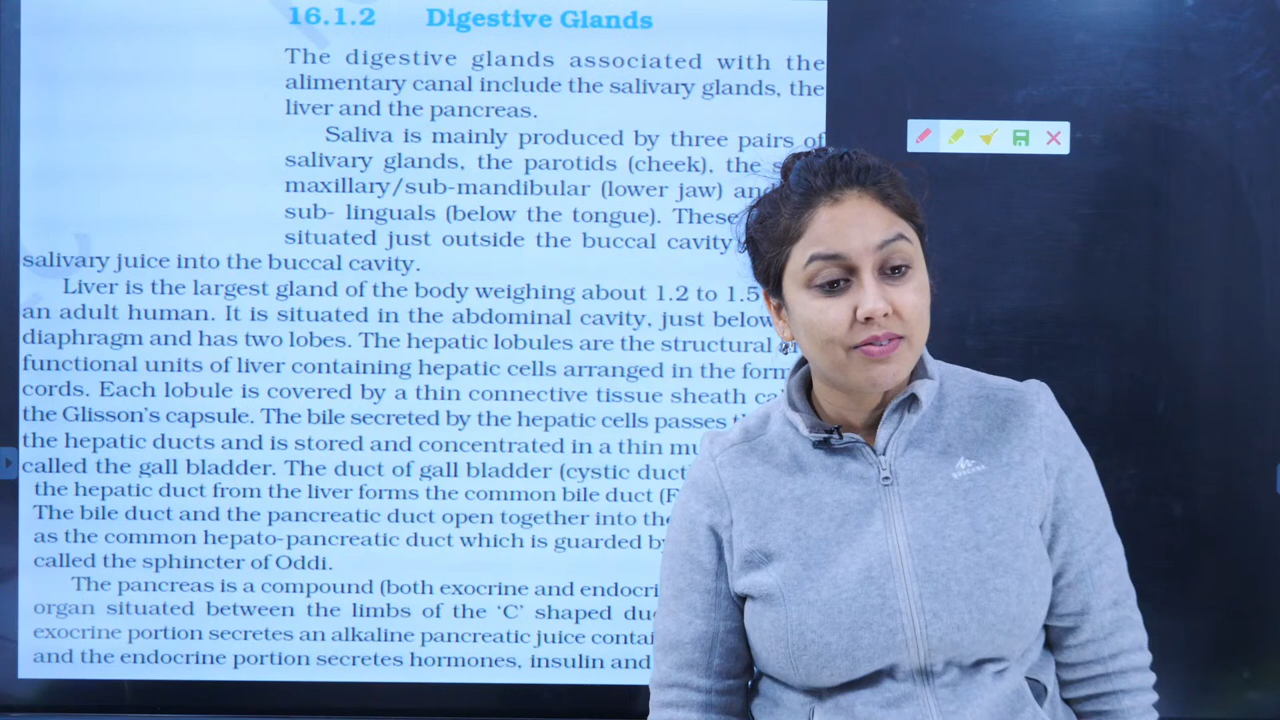 16.1.2 Digestive Glands
The digestive glands associated with the
alimentary canal include the salivary glands, the
liver and the pancreas.
Saliva is mainly produced by three pairs of
salivary glands, the parotids (cheek), the
maxillary/sub-mandibular (lower jaw) and
sub- linguals (below the tongue). These
situated just outside the buccal cavity
salivary juice into the buccal cavity.
Liver is the largest gland of the body weighing about 1.2 to 1.5
an adult human. It is situated in the abdominal cavity, just below
diaphragm and has two lobes. The hepatic lobules are the structural
functional units of liver containing hepatic cells arranged in the form
cords. Each lobule is covered by a thin connective tissue sheath
the Glisson's capsule. The bile secreted by the hepatic cells passes
the hepatic ducts and is stored and concentrated in a thin
called the gall bladder. The duct of gall bladder (cystic duct
the hepatic duct from the liver forms the common bile duct
The bile duct and the pancreatic duct open together into the
as the common hepato-pancreatic duct which is guarded by
called the sphincter of Oddi.
The pancreas is a compound (both exocrine and
organ situated between the limbs of the 'C' shaped
exocrine portion secretes an alkaline pancreatic juice
and the endocrine portion secretes hormones, insulin and